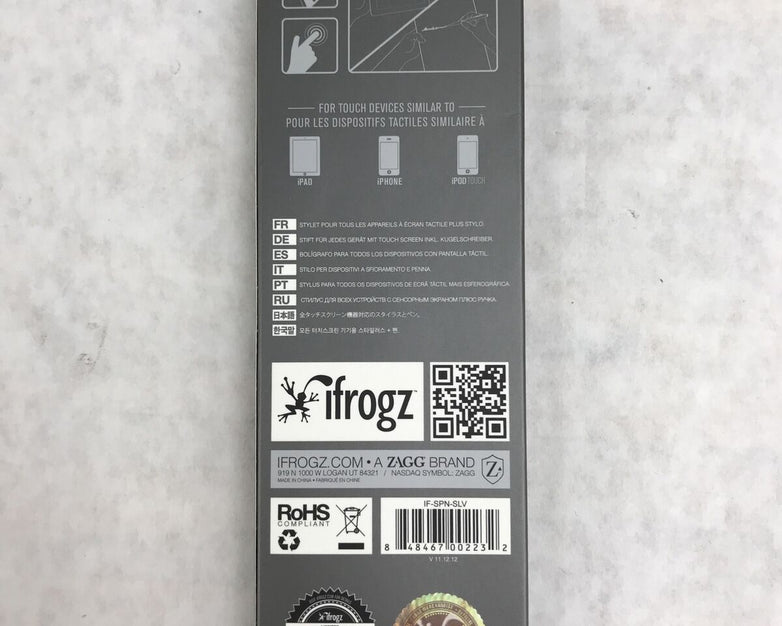 FOR TOUCH DEVICES SIMILAR TO
POUR LES DISPOSITIFS TACTILES SIMILAIRE À
iPAD
iPHONE
iPOD TOUCH
FR STYLET POUR TOUS LES APPAREILS À ÉCRAN TACTILE PLUS STYLO.
DE STIFT FÜR JEDES GERÄT MIT TOUCH SCREEN INKL. KUGELSCHREIBER.
ES BOLÍGRAFO PARA TODOS LOS DISPOSITIVOS CON PANTALLA TÁCTIL.
IT STILO PER DISPOSITIVI A SFIORAMENTO E PENNA.
PT STYLUS PARA TODOS OS DISPOSITIVOS DE ECRÃ TÁCTIL MAIS ESFEROGRÁFICA.
RU СТИЛУС ДЛЯ ВСЕХ УСТРОЙСТВ С СЕНСОРНЫМ ЭКРАНОМ ПЛЮС РУЧКА.
日本語 全タッチスクリーン機器対応のスタイラスとペン。
한국말 모든 터치스크린 기기용 스타일러스 + 펜.
ifrogz™
IFROGZ.COM • A ZAGG BRAND
919 N 1000 W LOGAN UT 84321 / NASDAQ SYMBOL: ZAGG
MADE IN CHINA • FABRIQUÉ EN CHINE
Z
RoHS
COMPLIANT
IF-SPN-SLV
8 48467 00223 2
V 11.12.12
ifrogz